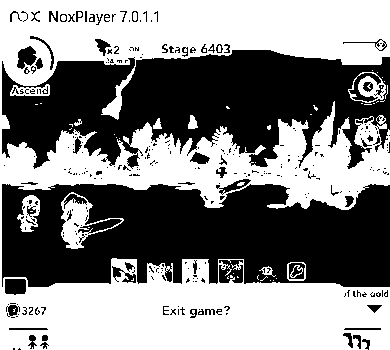 NoxPlayer 7.0.1.1
x2 ON
Stage 6403
69
Ascend
3267
Exit game?
of the gold